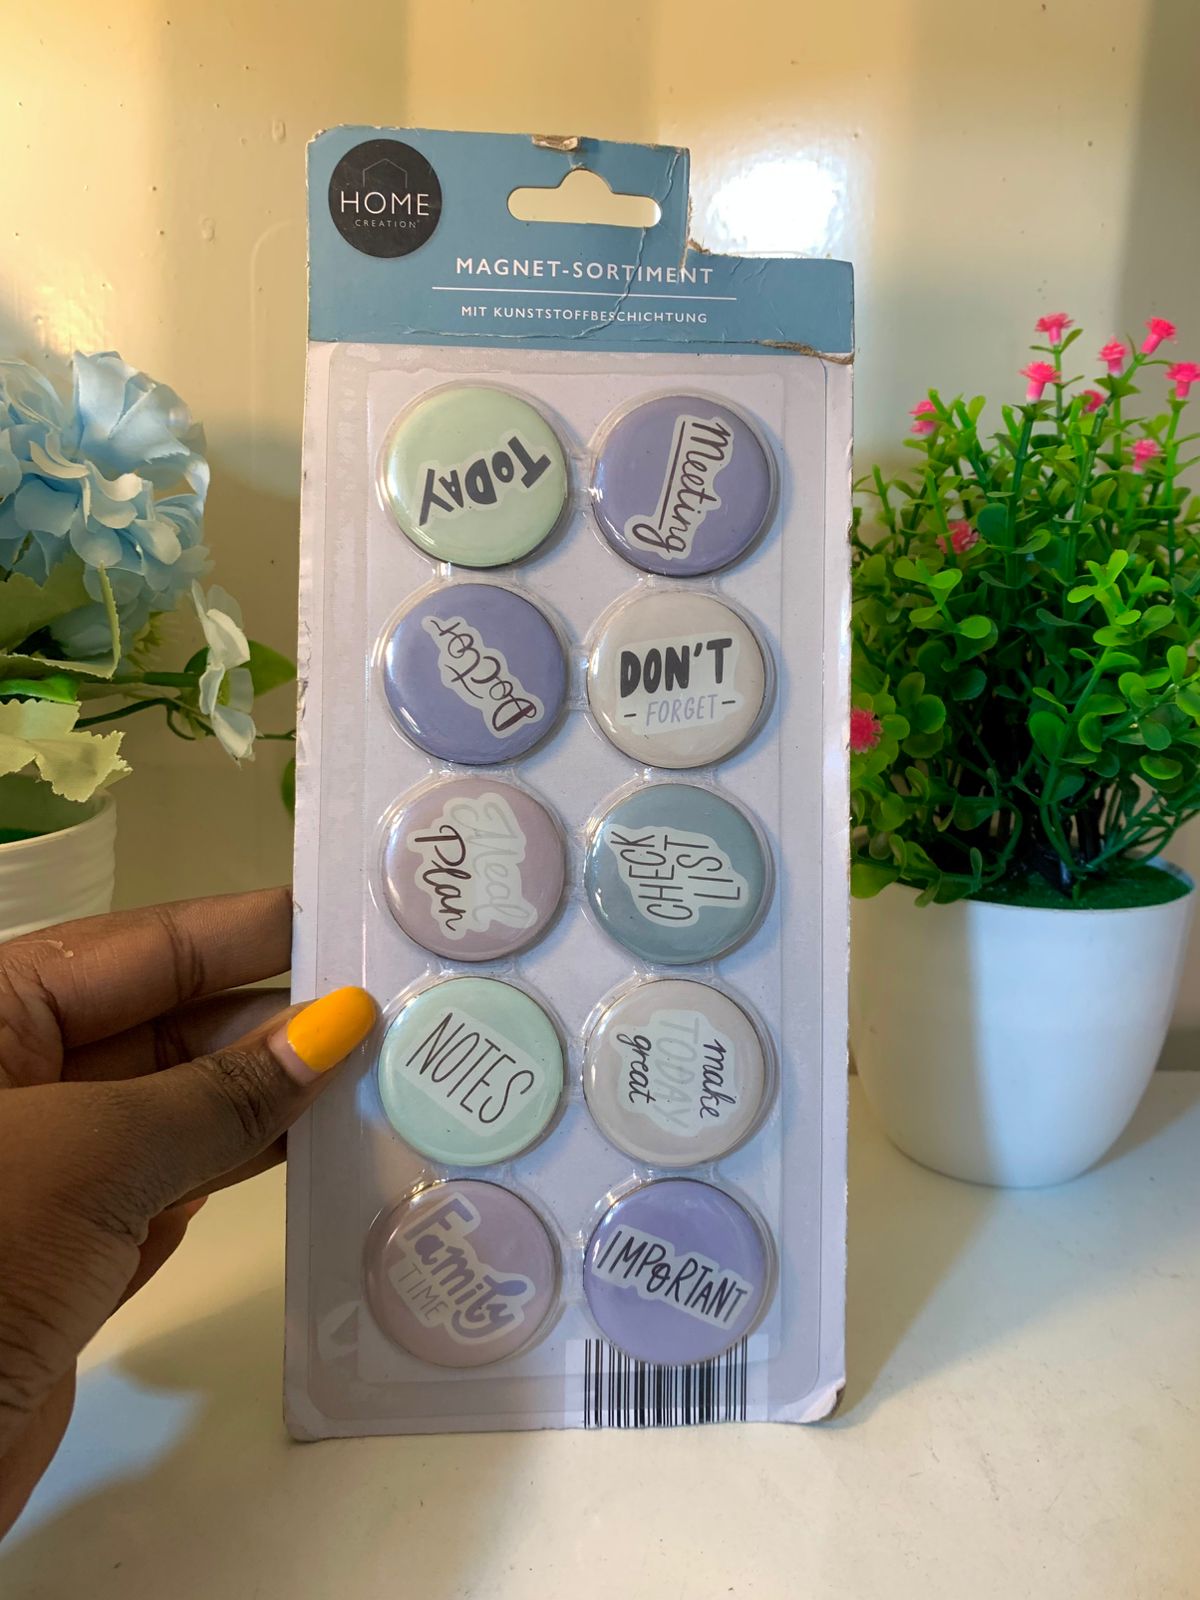 HOME
CREATION
MAGNET-SORTIMENT
MIT KUNSTSTOFFBESCHICHTUNG
TODAY
Meeting
Doctor
DON'T
- FORGET -
Meal
Plan
CHECK
LIST
NOTES
make
TODAY
great
Family
TIME
IMPORTANT